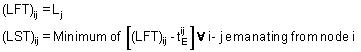 (LFT)ij = Lj
(LST)ij = Minimum of [(LFT)ij - tEij] ∀ i- j emanating from node i